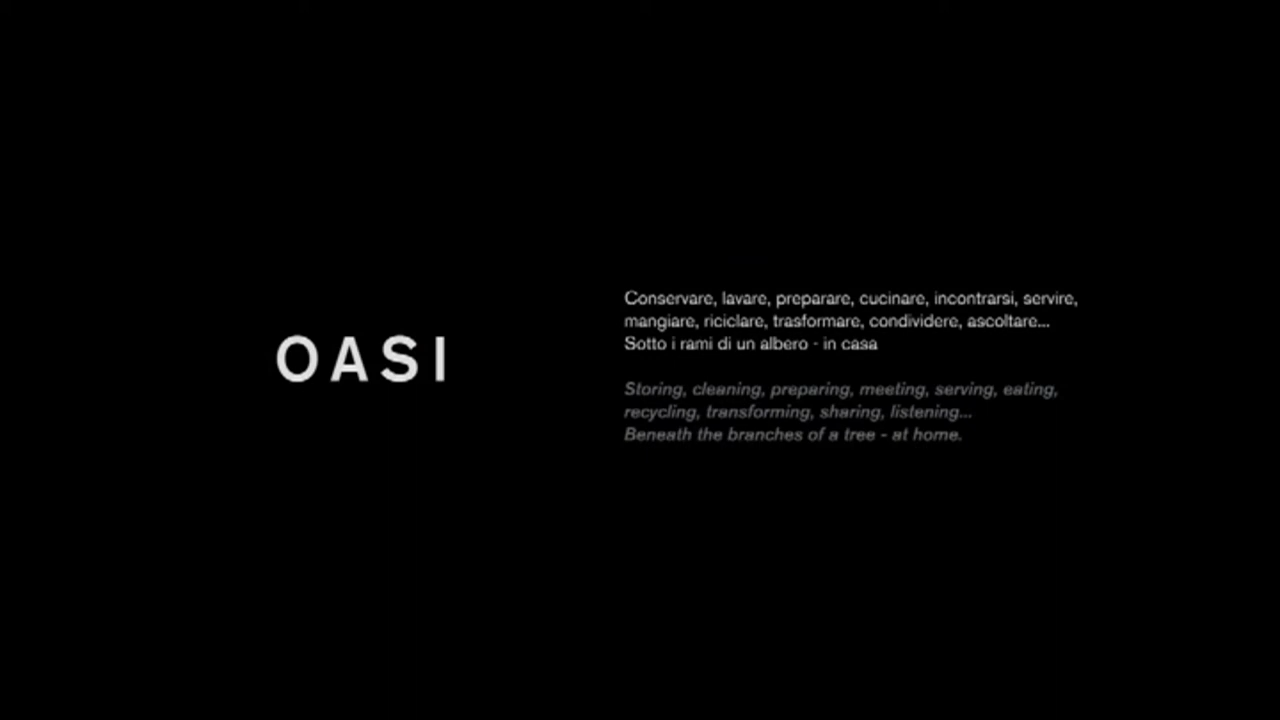 OASI
Conservare, lavare, preparare, cucinare, incontrarsi, servire,
mangiare, riciclare, trasformare, condividere, ascoltare...
Sotto i rami di un albero - in casa
Storing, cleaning, preparing, meeting, serving, eating,
recycling, transforming, sharing, listening...
Beneath the branches of a tree - at home.